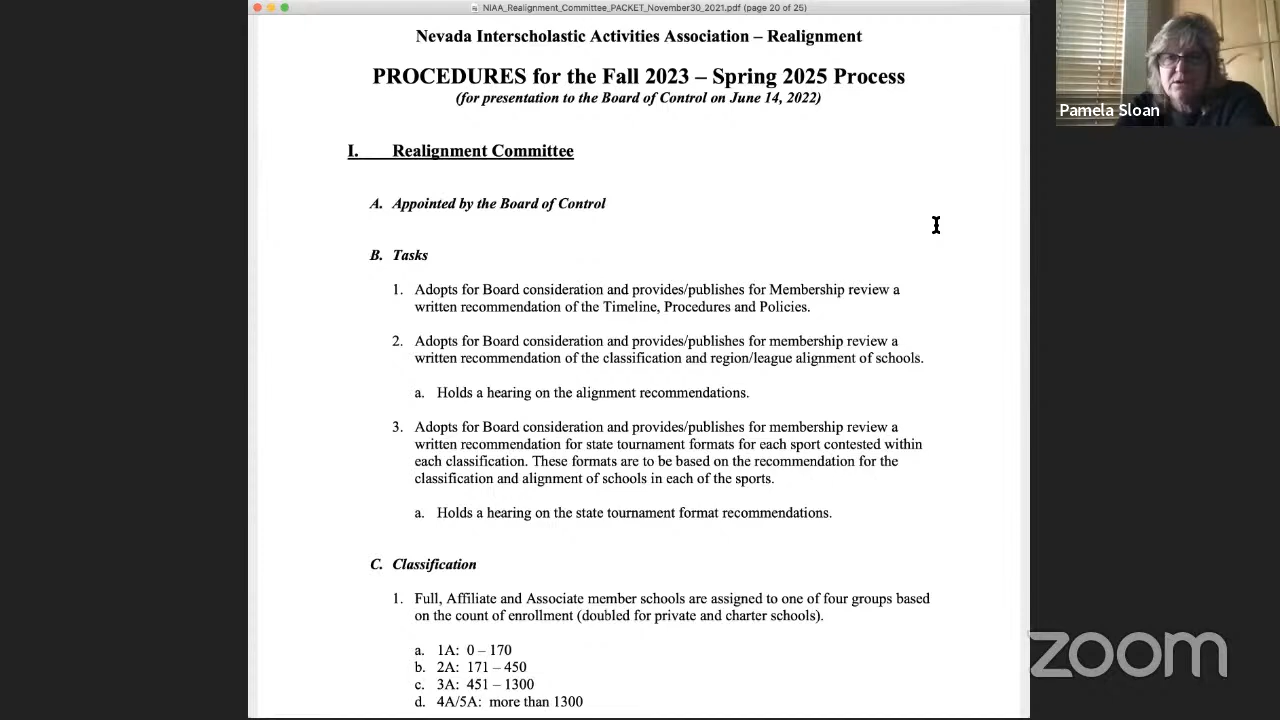 NIAA_Realignment_Committee_PACKET_November30_2021.pdf (page 20 of 25)
Nevada Interscholastic Activities Association – Realignment
PROCEDURES for the Fall 2023 – Spring 2025 Process
(for presentation to the Board of Control on June 14, 2022)
Pamela Sloan
I. Realignment Committee
A. Appointed by the Board of Control
B. Tasks
1. Adopts for Board consideration and provides/publishes for Membership review a
written recommendation of the Timeline, Procedures and Policies.
2. Adopts for Board consideration and provides/publishes for membership review a
written recommendation of the classification and region/league alignment of schools.
a. Holds a hearing on the alignment recommendations.
3. Adopts for Board consideration and provides/publishes for membership review a
written recommendation for state tournament formats for each sport contested within
each classification. These formats are to be based on the recommendation for the
classification and alignment of schools in each of the sports.
a. Holds a hearing on the state tournament format recommendations.
C. Classification
1. Full, Affiliate and Associate member schools are assigned to one of four groups based
on the count of enrollment (doubled for private and charter schools).
a. 1A: 0 – 170
b. 2A: 171 – 450
c. 3A: 451 – 1300
d. 4A/5A: more than 1300
zoom